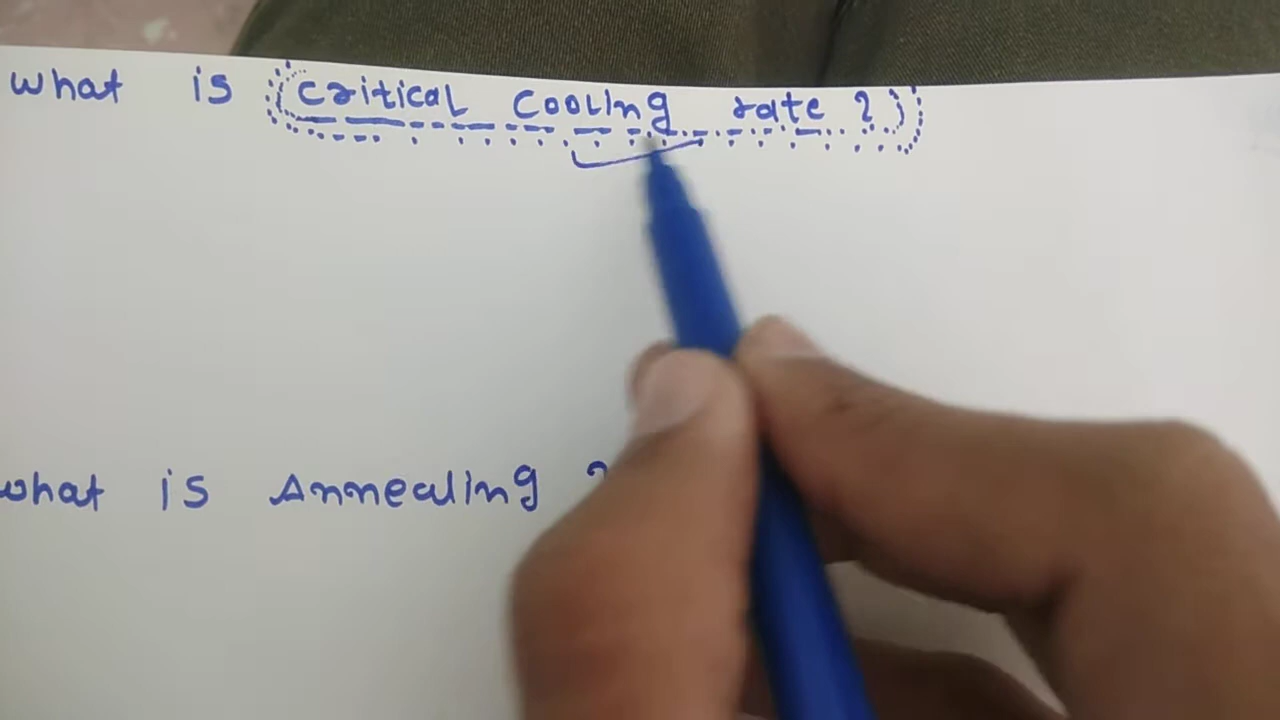 what is (critical cooling rate ?)
what is Annealing ?